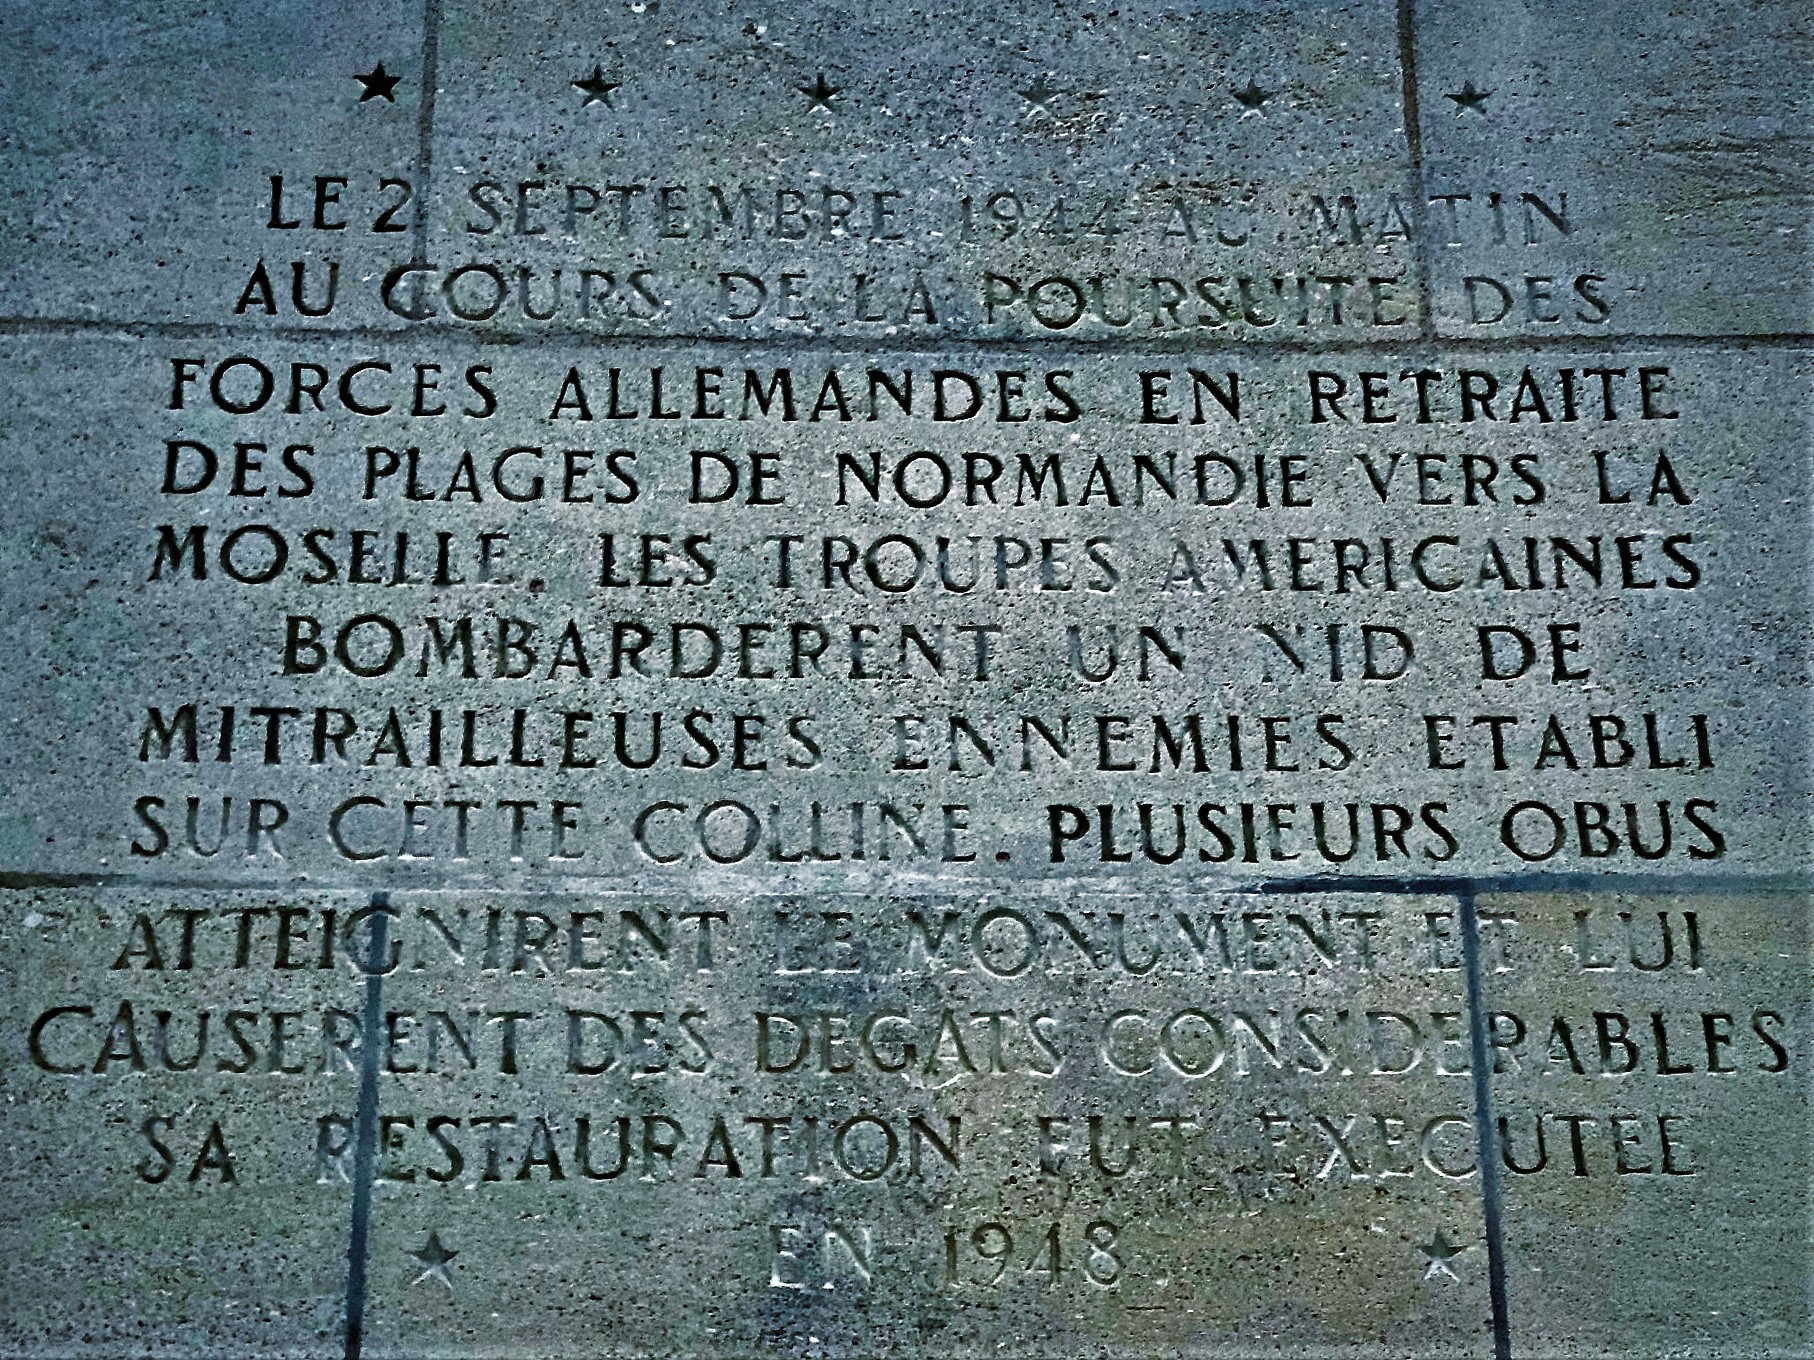 LE 2 SEPTEMBRE 1944 AU MATIN
AU COURS DE LA POURSUITE DES
FORCES ALLEMANDES EN RETRAITE
DES PLAGES DE NORMANDIE VERS LA
MOSELLE. LES TROUPES AMERICAINES
BOMBARDERENT UN NID DE
MITRAILLEUSES ENNEMIES ETABLI
SUR CETTE COLLINE. PLUSIEURS OBUS
ATTEIGNIRENT LE MONUMENT ET LUI
CAUSERENT DES DEGATS CONSIDERABLES
SA RESTAURATION FUT EXECUTEE
EN 1948